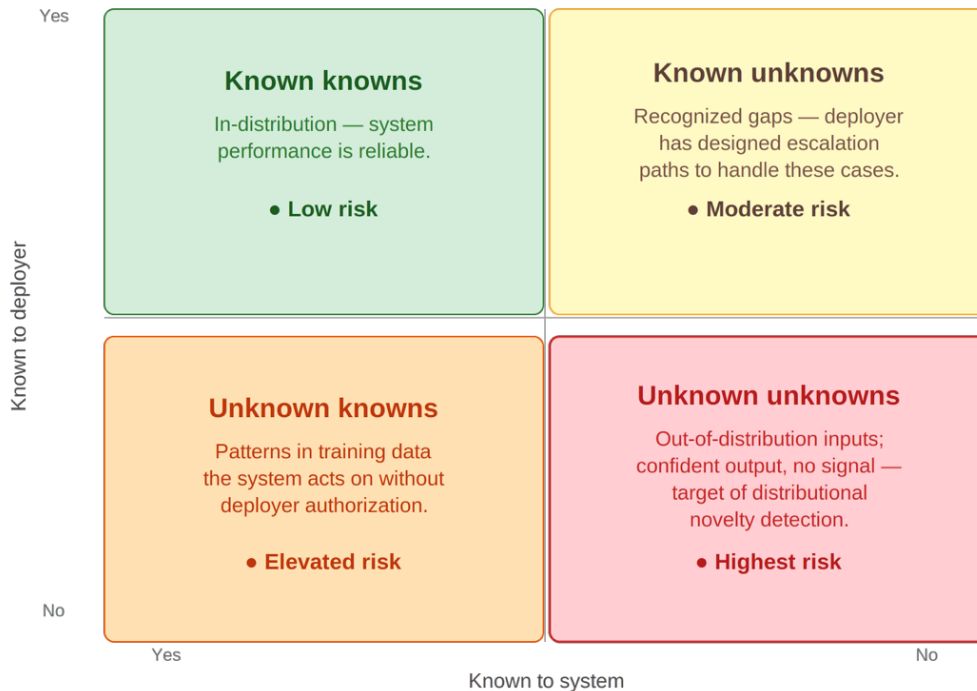 Yes
Known knowns
In-distribution — system
performance is reliable.
● Low risk
Known unknowns
Recognized gaps — deployer
has designed escalation
paths to handle these cases.
● Moderate risk
Known to deployer
Unknown knowns
Patterns in training data
the system acts on without
deployer authorization.
● Elevated risk
Unknown unknowns
Out-of-distribution inputs;
confident output, no signal —
target of distributional
novelty detection.
● Highest risk
No
Yes
No
Known to system